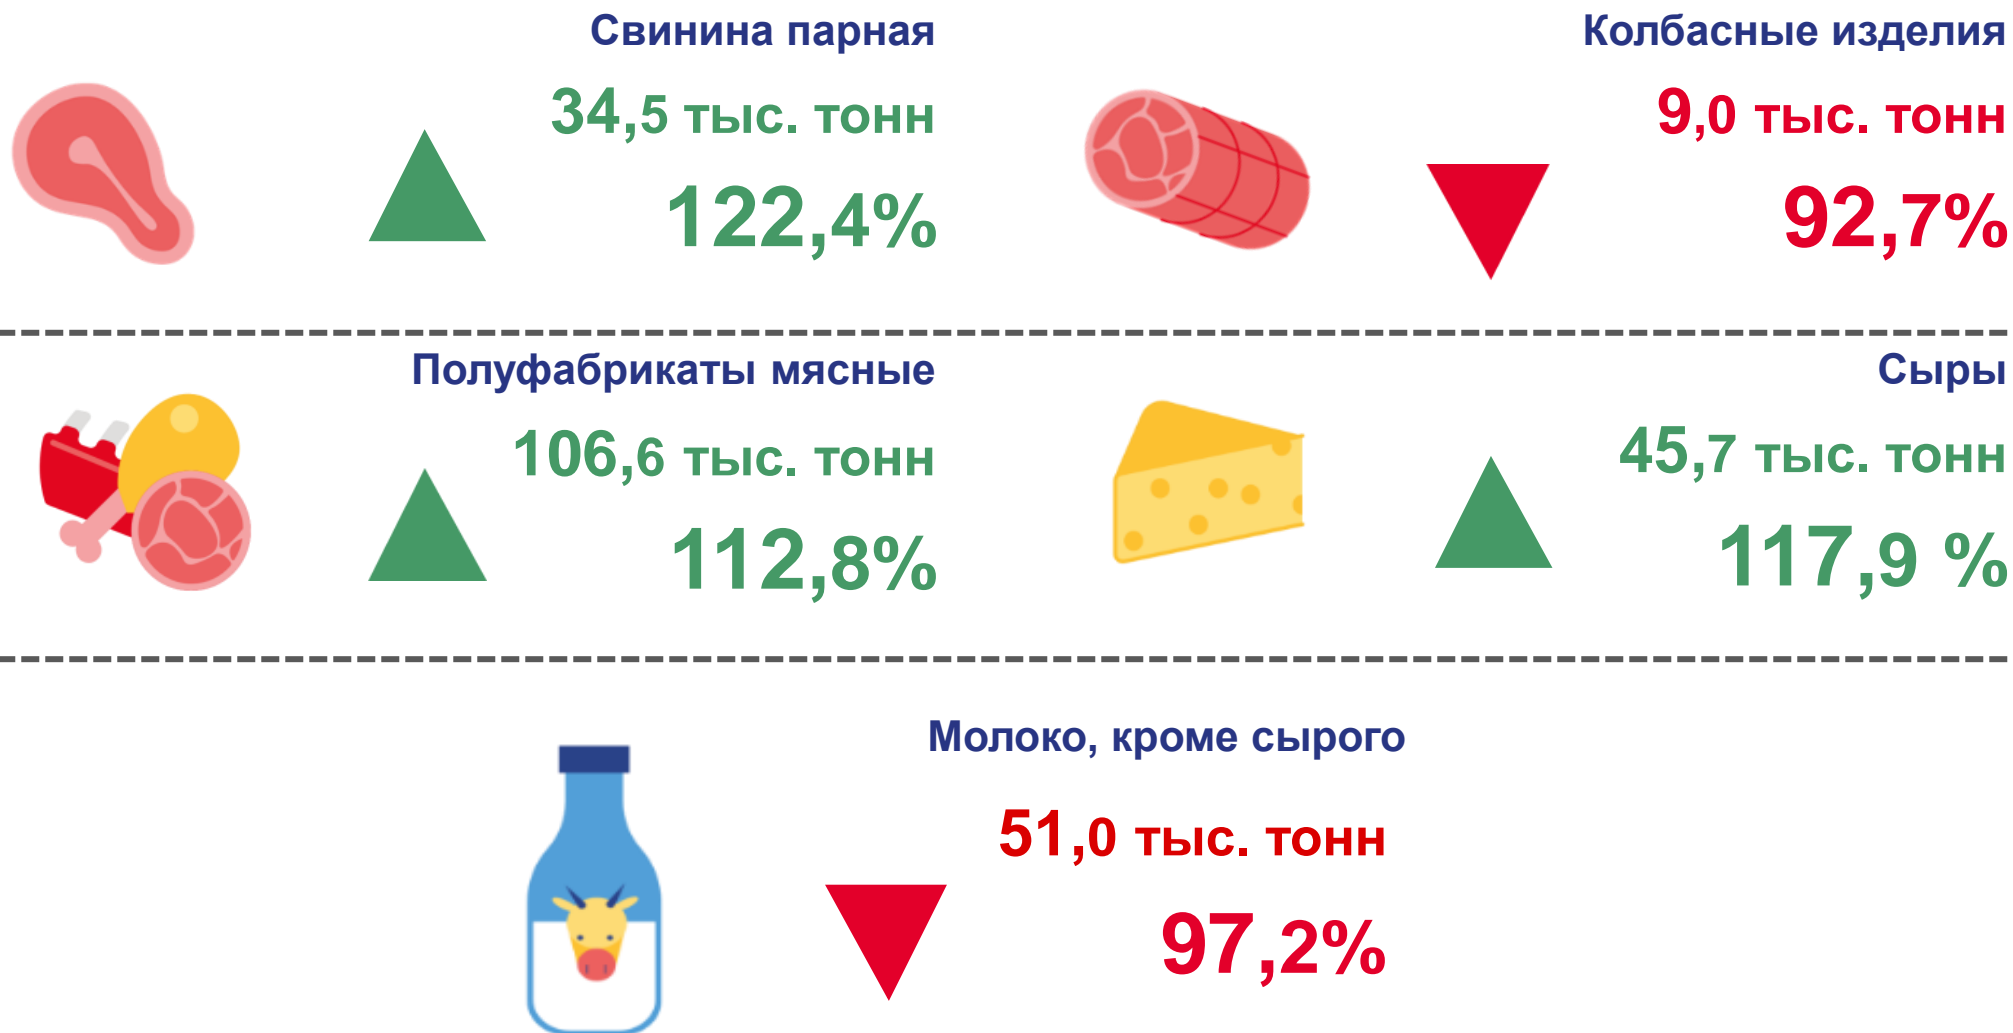 Свинина парная
34,5 тыс. тонн
122,4%
Колбасные изделия
9,0 тыс. тонн
92,7%
Полуфабрикаты мясные
106,6 тыс. тонн
112,8%
Сыры
45,7 тыс. тонн
117,9 %
Молоко, кроме сырого
51,0 тыс. тонн
97,2%